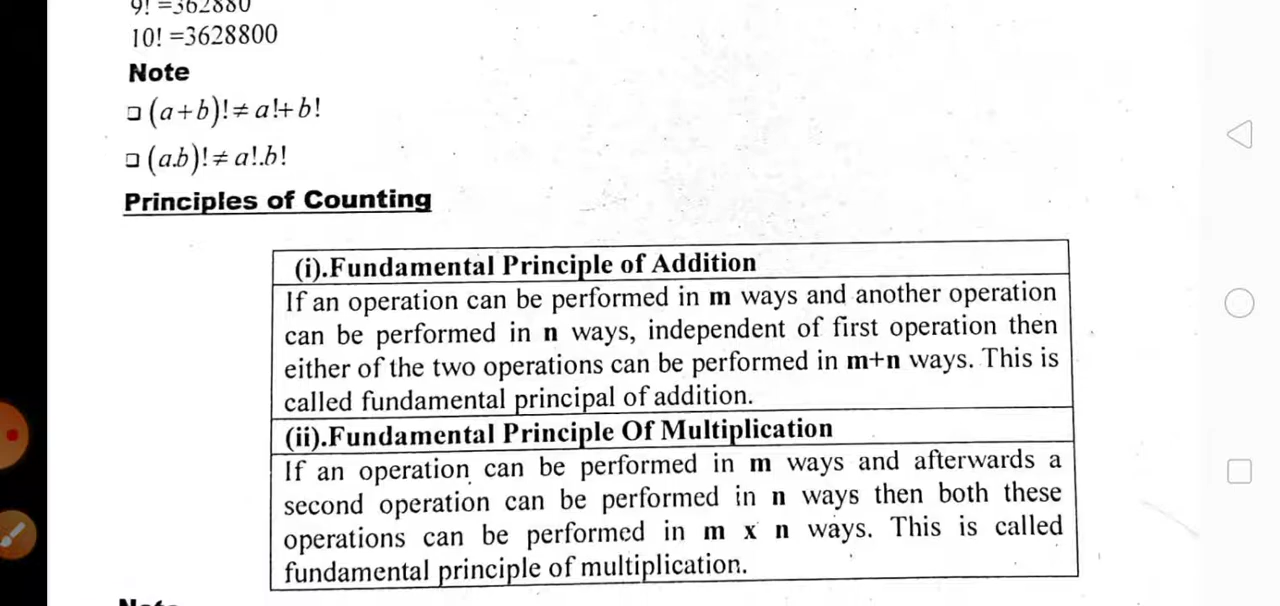 9! =362880
10! =3628800
Note
□ (a+b)!≠ a!+b!
□ (a.b)!≠ a!.b!
Principles of Counting
(i).Fundamental Principle of Addition
If an operation can be performed in m ways and another operation
can be performed in n ways, independent of first operation then
either of the two operations can be performed in m+n ways. This is
called fundamental principal of addition.
(ii).Fundamental Principle Of Multiplication
If an operation can be performed in m ways and afterwards a
second operation can be performed in n ways then both these
operations can be performed in m x n ways. This is called
fundamental principle of multiplication.